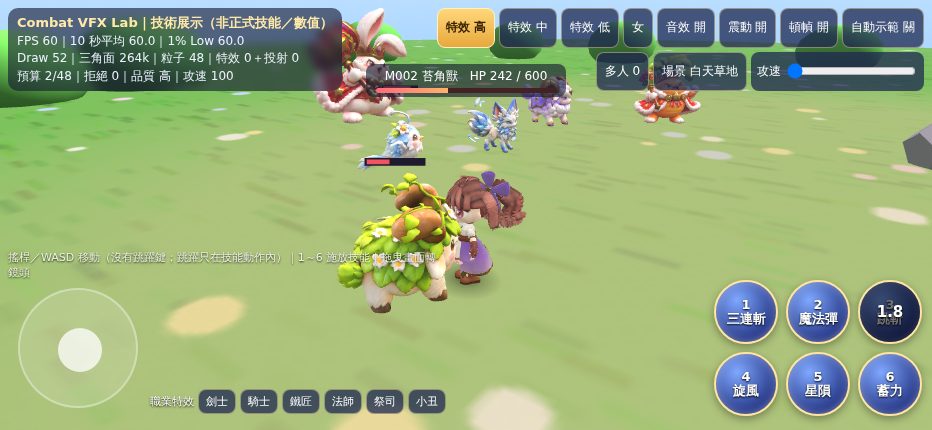 Combat VFX Lab｜技術展示（非正式技能／數值）
FPS 60｜10 秒平均 60.0｜1% Low 60.0
Draw 52｜三角面 264k｜粒子 48｜特效 0＋投射 0
預算 2/48｜拒絕 0｜品質 高｜攻速 100
特效 高
特效 中
特效 低
女
音效 開
震動 開
頓幀 開
自動示範 關
多人 0
場景 白天草地
攻速
M002 苔角獸 HP 242 / 600
搖桿／WASD 移動（沒有跳躍鍵；跳躍只在技能動作內）｜1～6 施放技能｜拖曳畫面轉
鏡頭
1
三連斬
2
魔法彈
3
跳斬
1.8
4
旋風
5
星隕
6
蓄力
職業特效
劍士
騎士
鐵匠
法師
祭司
小丑